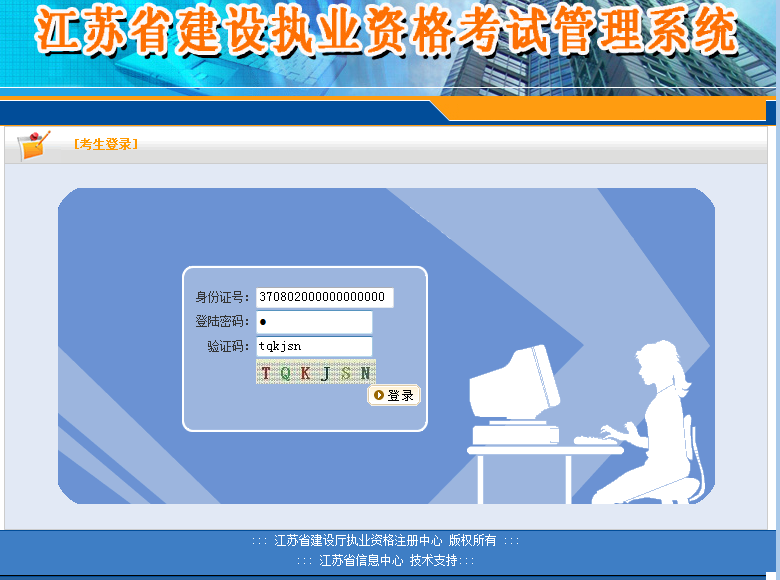 江苏省建设执业资格考试管理系统
[考生登录]
身份证号: 370802000000000000
登陆密码: ●
验证码: tqkjsn
TQKJSN
登录
::: 江苏省建设厅执业资格注册中心 版权所有 :::
::: 江苏省信息中心 技术支持:::